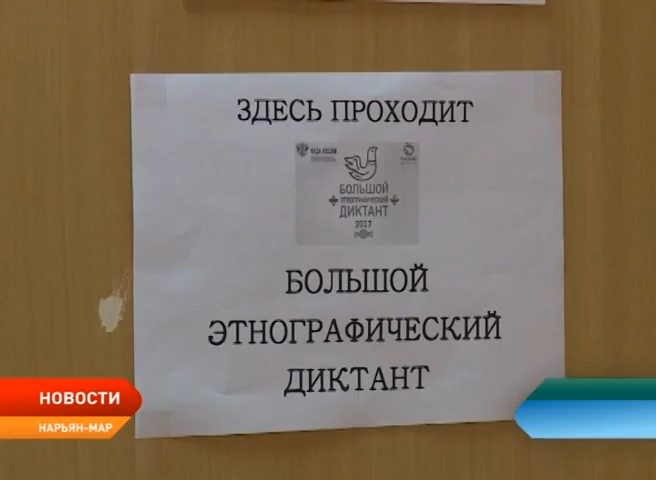 ЗДЕСЬ ПРОХОДИТ
БОЛЬШОЙ
ЭТНОГРАФИЧЕСКИЙ
ДИКТАНТ
2017
БОЛЬШОЙ
ЭТНОГРАФИЧЕСКИЙ
ДИКТАНТ
НОВОСТИ
НАРЬЯН-МАР